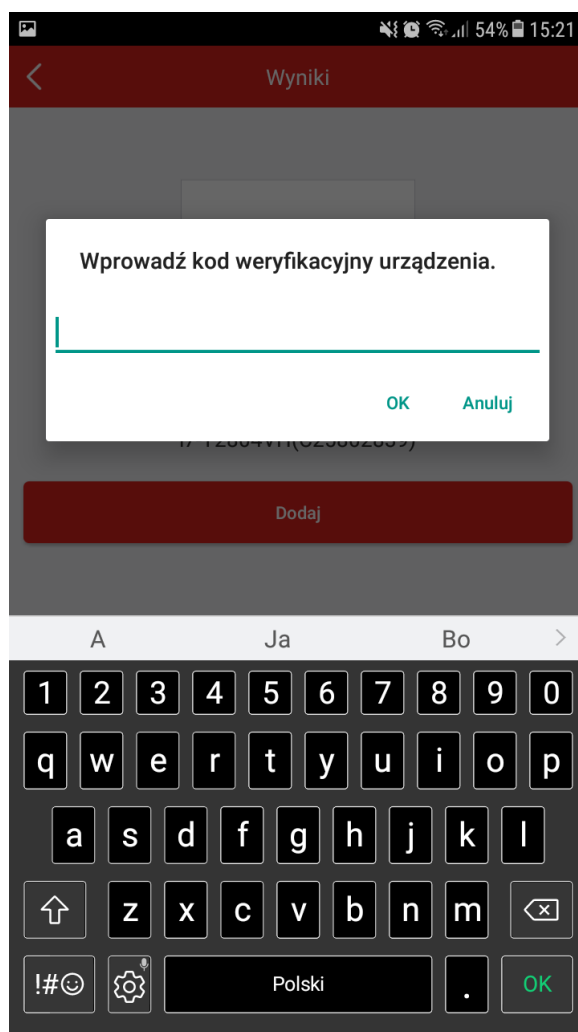 54% 15:21
Wyniki
Wprowadź kod weryfikacyjny urządzenia.
OK Anuluj
Dodaj
A Ja Bo
1 2 3 4 5 6 7 8 9 0
q w e r t y u i o p
a s d f g h j k l
z x c v b n m
!#☺ Polski . OK